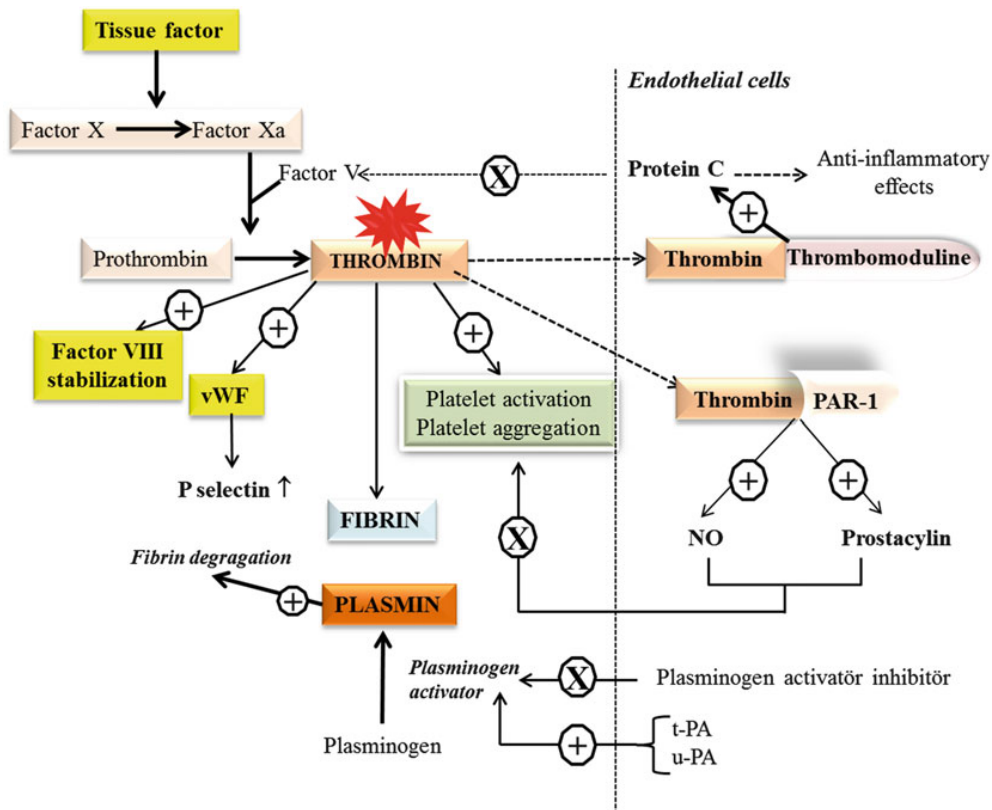 Tissue factor
Endothelial cells
Factor X
Factor Xa
Factor V
X
Protein C
Anti-inflammatory
effects
+
Prothrombin
THROMBIN
Thrombin
Thrombomoduline
+
+
+
Factor VIII
stabilization
vWF
Platelet activation
Platelet aggregation
Thrombin
PAR-1
P selectin ↑
+
+
FIBRIN
X
NO
Prostacylin
Fibrin degragation
+
PLASMIN
Plasminogen
activator
X
Plasminogen activatör inhibitör
Plasminogen
+
t-PA
u-PA